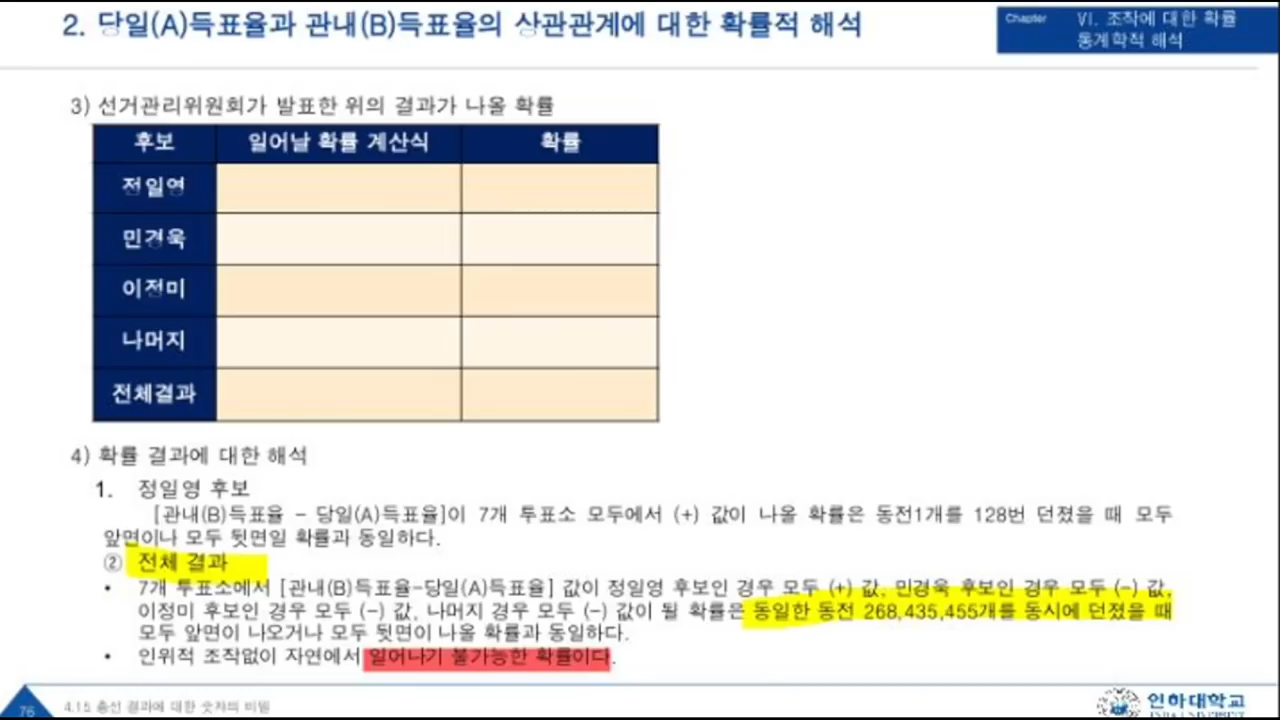 2. 당일(A)득표율과 관내(B)득표율의 상관관계에 대한 확률적 해석
Chapter VI. 조작에 대한 확률
통계학적 해석
3) 선거관리위원회가 발표한 위의 결과가 나올 확률
후보 일어날 확률 계산식 확률
정일영
민경욱
이정미
나머지
전체결과
4) 확률 결과에 대한 해석
1. 정일영 후보
[관내(B)득표율 - 당일(A)득표율]이 7개 투표소 모두에서 (+) 값이 나올 확률은 동전1개를 128번 던졌을 때 모두
앞면이나 모두 뒷면일 확률과 동일하다.
② 전체 결과
• 7개 투표소에서 [관내(B)득표율-당일(A)득표율] 값이 정일영 후보인 경우 모두 (+) 값, 민경욱 후보인 경우 모두 (-) 값,
이정미 후보인 경우 모두 (-) 값, 나머지 경우 모두 (-) 값이 될 확률은 동일한 동전 268,435,455개를 동시에 던졌을 때
모두 앞면이 나오거나 모두 뒷면이 나올 확률과 동일하다.
• 인위적 조작없이 자연에서 일어나기 불가능한 확률이다.
76
4.15 총선 결과에 대한 숫자의 비밀
인하대학교